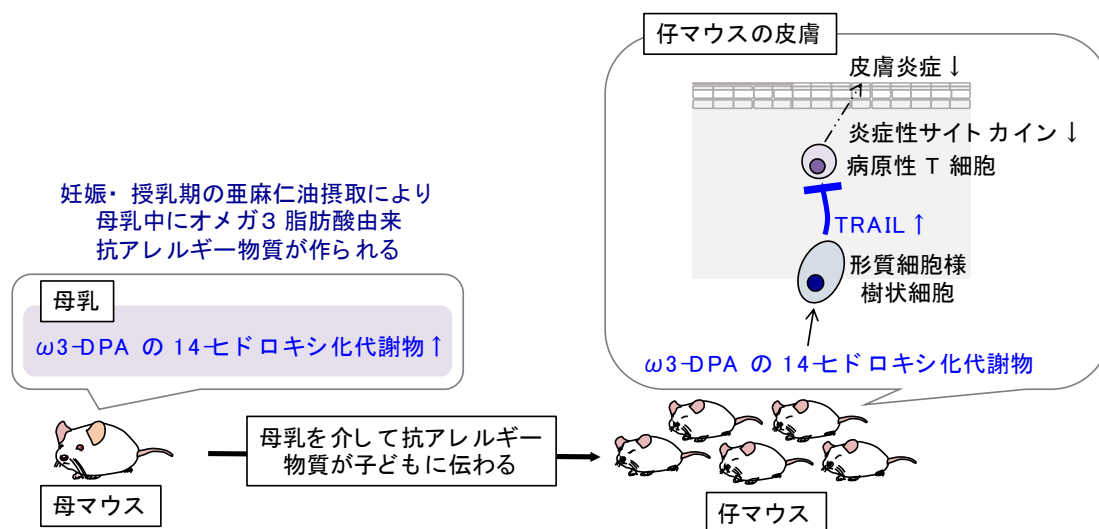 仔マウスの皮膚
皮膚炎症↓
炎症性サイトカイン↓
病原性 T 細胞
TRAIL↑
形質細胞様
樹状細胞
ω3-DPA の 14-ヒドロキシ化代謝物
妊娠・授乳期の亜麻仁油摂取により
母乳中にオメガ3 脂肪酸由来
抗アレルギー物質が作られる
母乳
ω3-DPA の 14-ヒドロキシ化代謝物↑
母乳を介して抗アレルギー
物質が子どもに伝わる
母マウス
仔マウス